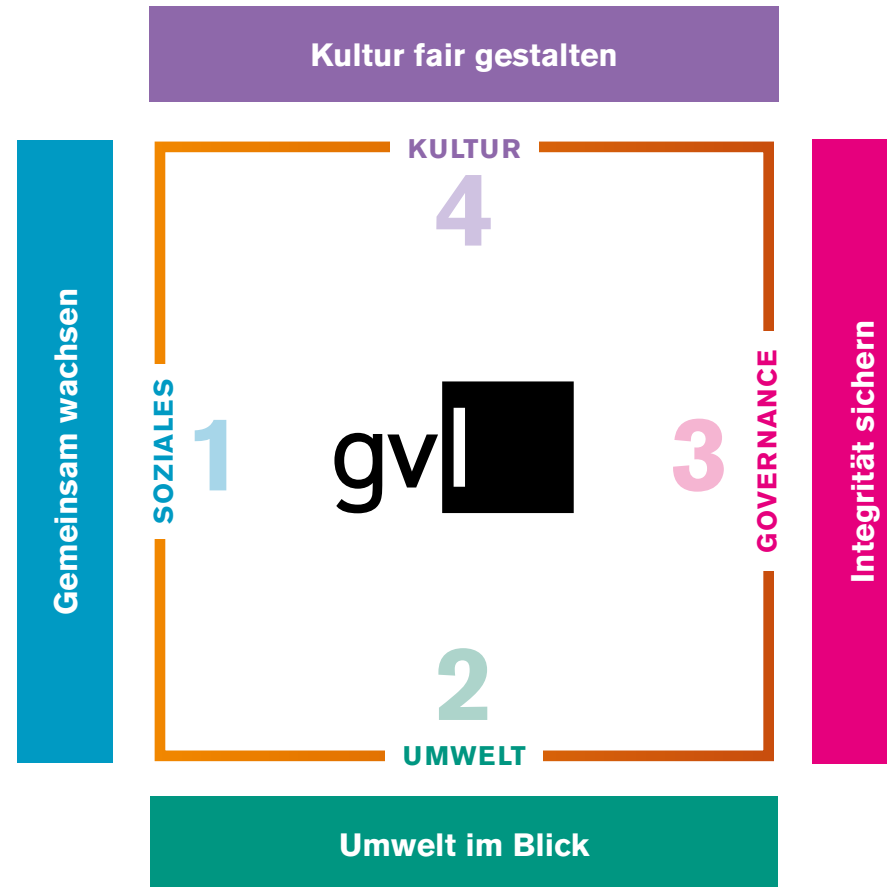 Kultur fair gestalten
KULTUR
4
Gemeinsam wachsen
SOZIALES
1
gvl
3
GOVERNANCE
Integrität sichern
2
UMWELT
Umwelt im Blick